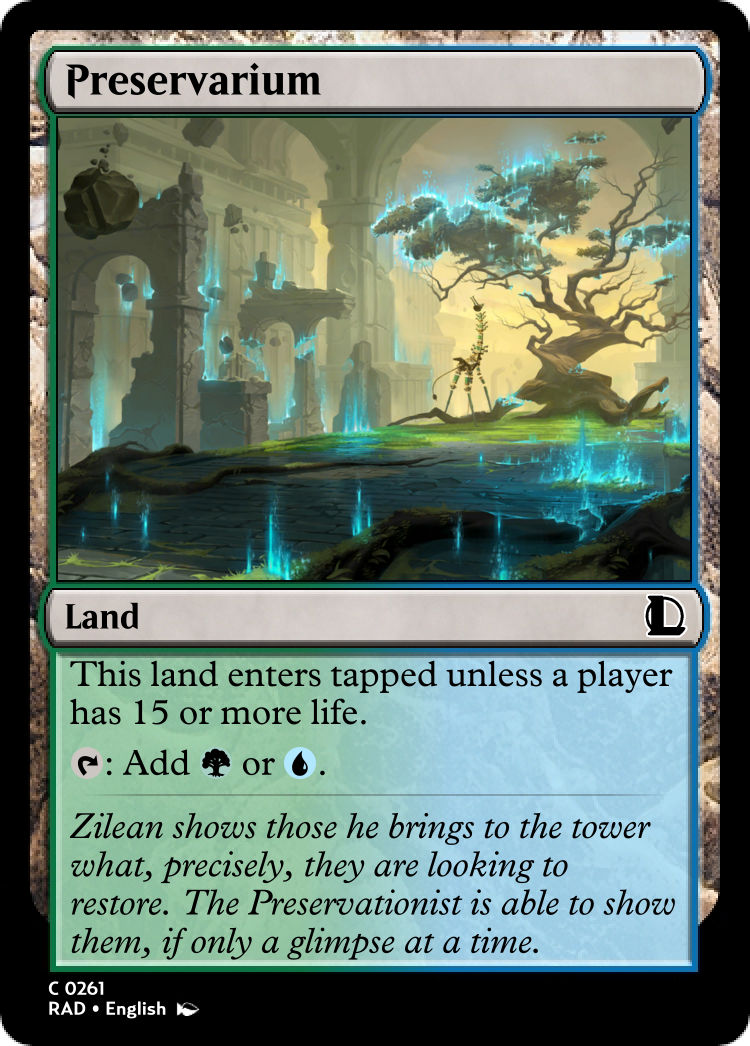 Preservarium
Land
This land enters tapped unless a player
has 15 or more life.
: Add or .
Zilean shows those he brings to the tower
what, precisely, they are looking to
restore. The Preservationist is able to show
them, if only a glimpse at a time.
C 0261
RAD • English